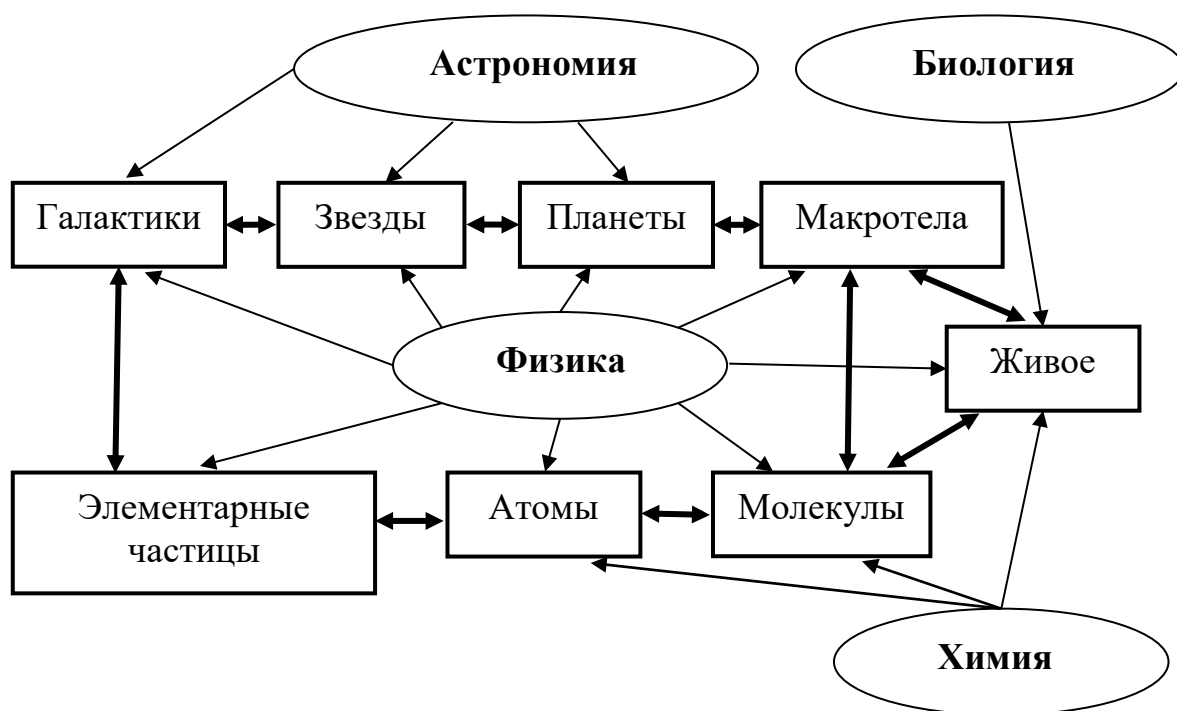 Астрономия
Биология
Галактики
Звезды
Планеты
Макротела
Физика
Живое
Элементарные
частицы
Атомы
Молекулы
Химия